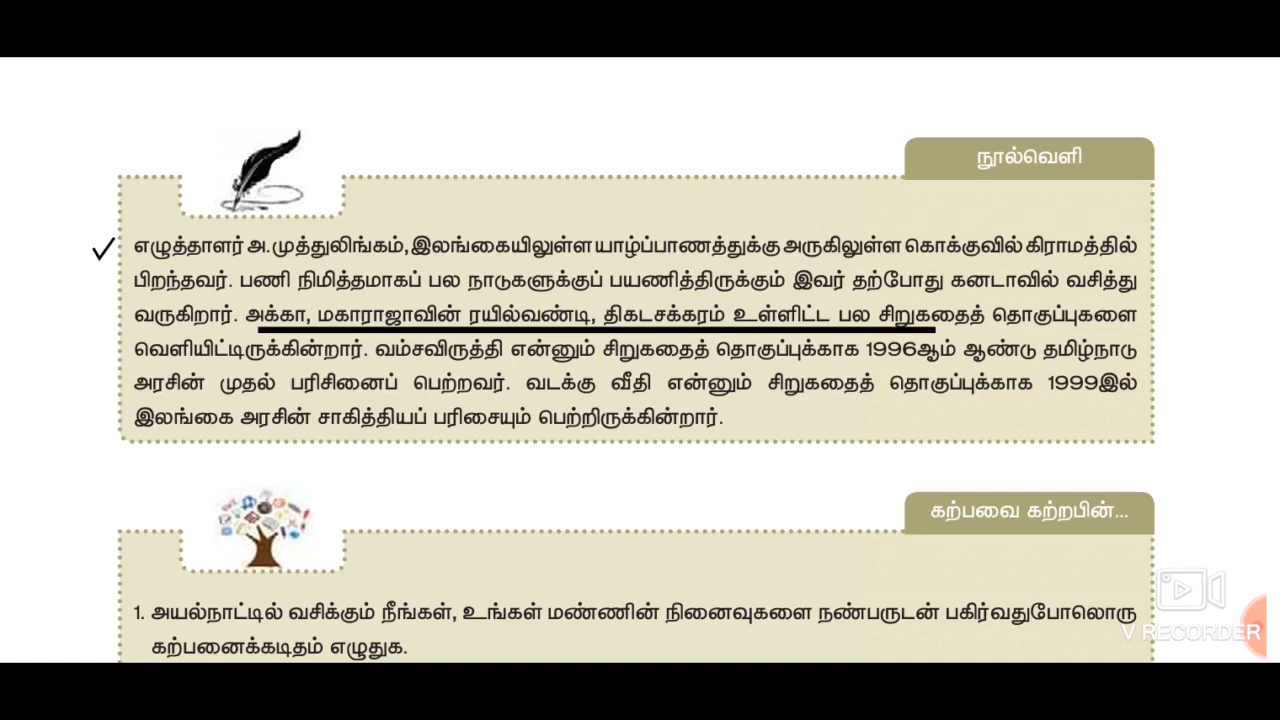 நூல்வெளி
எழுத்தாளர் அ.முத்துலிங்கம், இலங்கையிலுள்ள யாழ்ப்பாணத்துக்கு அருகிலுள்ள கொக்குவில் கிராமத்தில்
பிறந்தவர். பணி நிமித்தமாகப் பல நாடுகளுக்குப் பயணித்திருக்கும் இவர் தற்போது கனடாவில் வசித்து
வருகிறார். அக்கா, மகாராஜாவின் ரயில்வண்டி, திகடசக்கரம் உள்ளிட்ட பல சிறுகதைத் தொகுப்புகளை
வெளியிட்டிருக்கின்றார். வம்சவிருத்தி என்னும் சிறுகதைத் தொகுப்புக்காக 1996ஆம் ஆண்டு தமிழ்நாடு
அரசின் முதல் பரிசினைப் பெற்றவர். வடக்கு வீதி என்னும் சிறுகதைத் தொகுப்புக்காக 1999இல்
இலங்கை அரசின் சாகித்தியப் பரிசையும் பெற்றிருக்கின்றார்.
கற்பவை கற்றபின்...
1. அயல்நாட்டில் வசிக்கும் நீங்கள், உங்கள் மண்ணின் நினைவுகளை நண்பருடன் பகிர்வதுபோலொரு
கற்பனைக்கடிதம் எழுதுக.
V RECORDER